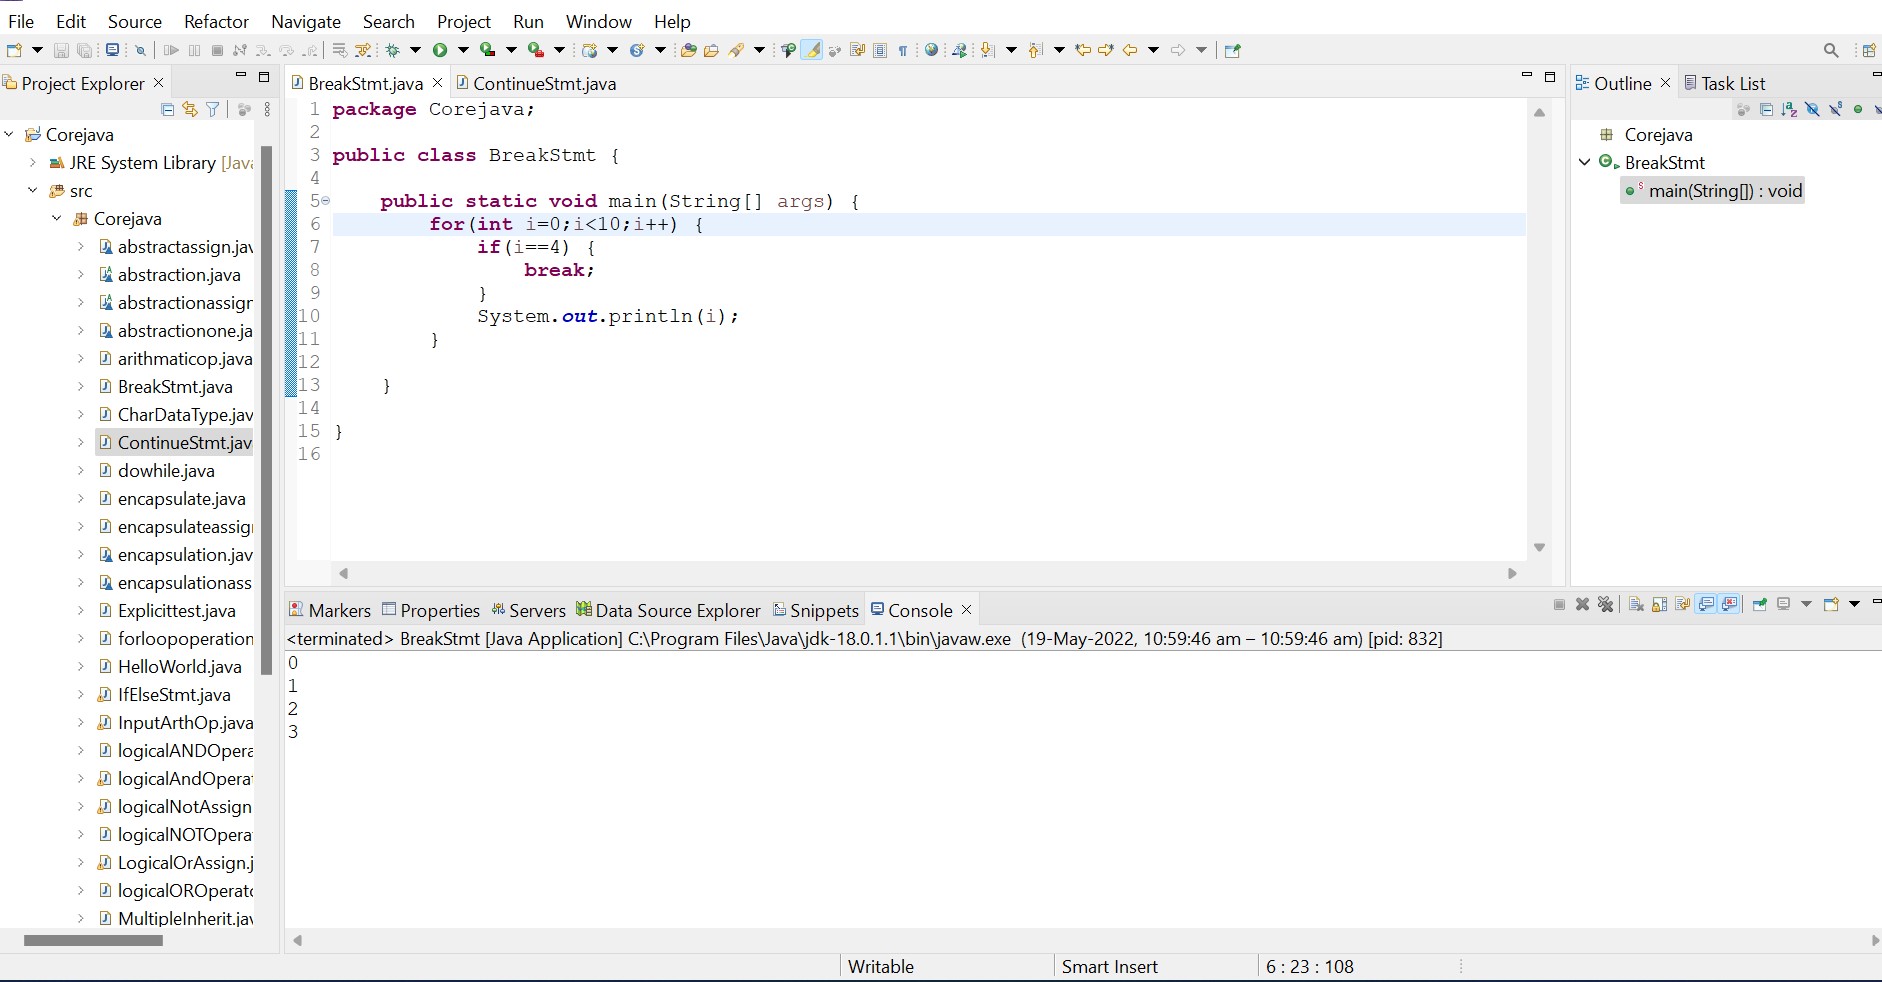 File Edit Source Refactor Navigate Search Project Run Window Help
Project Explorer
Corejava
JRE System Library [Java
src
Corejava
abstractassign.jav
abstraction.java
abstractionassign
abstractionone.ja
arithmaticop.java
BreakStmt.java
CharDataType.jav
ContinueStmt.jav
dowhile.java
encapsulate.java
encapsulateassig
encapsulation.jav
encapsulationass
Explicittest.java
forloopoperation
HelloWorld.java
IfElseStmt.java
InputArthOp.java
logicalANDOpera
logicalAndOperat
logicalNotAssign
logicalNOTOpera
LogicalOrAssign.j
logicalOROperato
MultipleInherit.jav
BreakStmt.java ContinueStmt.java
1 package Corejava;
2
3 public class BreakStmt {
4
5 public static void main(String[] args) {
6 for(int i=0;i<10;i++) {
7 if(i==4) {
8 break;
9 }
10 System.out.println(i);
11 }
12
13 }
14
15 }
16
Outline Task List
Corejava
BreakStmt
main(String[]) : void
Markers Properties Servers Data Source Explorer Snippets Console
<terminated> BreakStmt [Java Application] C:\Program Files\Java\jdk-18.0.1.1\bin\javaw.exe (19-May-2022, 10:59:46 am – 10:59:46 am) [pid: 832]
0
1
2
3
Writable Smart Insert 6 : 23 : 108